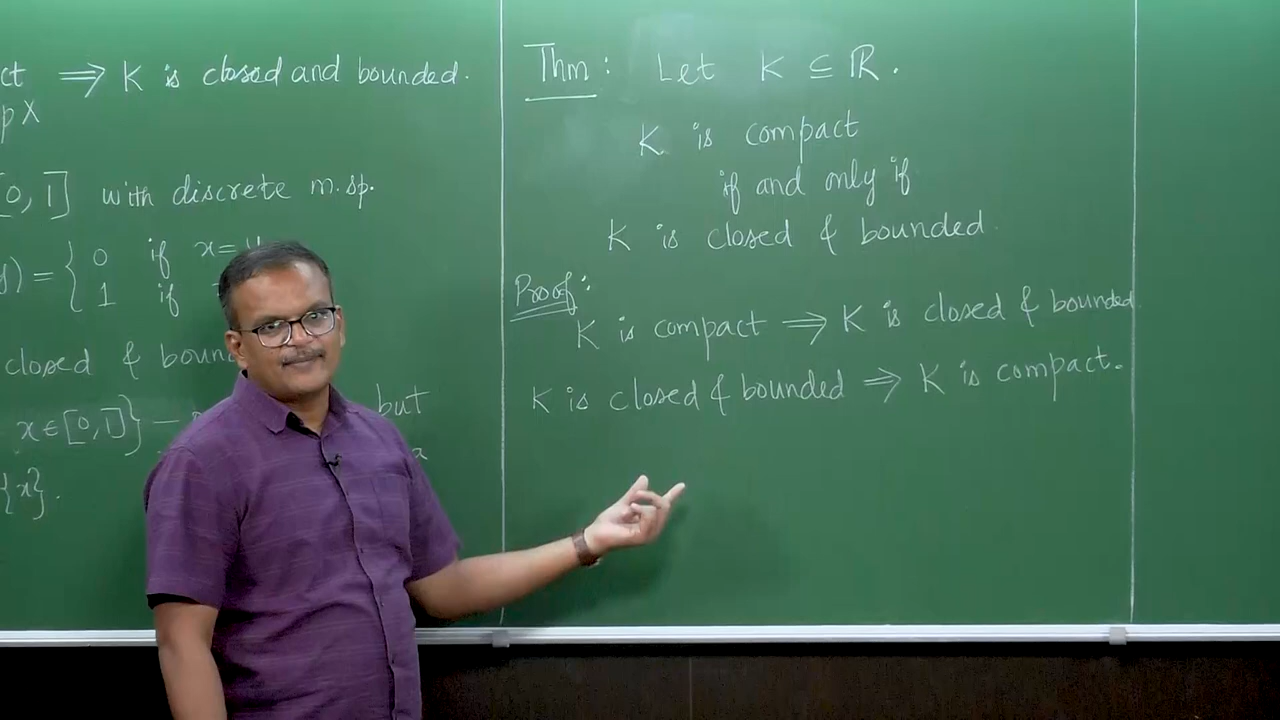 ct ⟹ K is closed and bounded.
p X
[0, 1] with discrete m. sp.
) = { 0 if x =
1 if
closed & boun
x ∈ [0, 1]} — but
a
{x}.
Thm : Let K ⊆ ℝ.
K is compact
if and only if
K is closed & bounded.
Proof:
K is compact ⟹ K is closed & bounded
K is closed & bounded ⟹ K is compact.